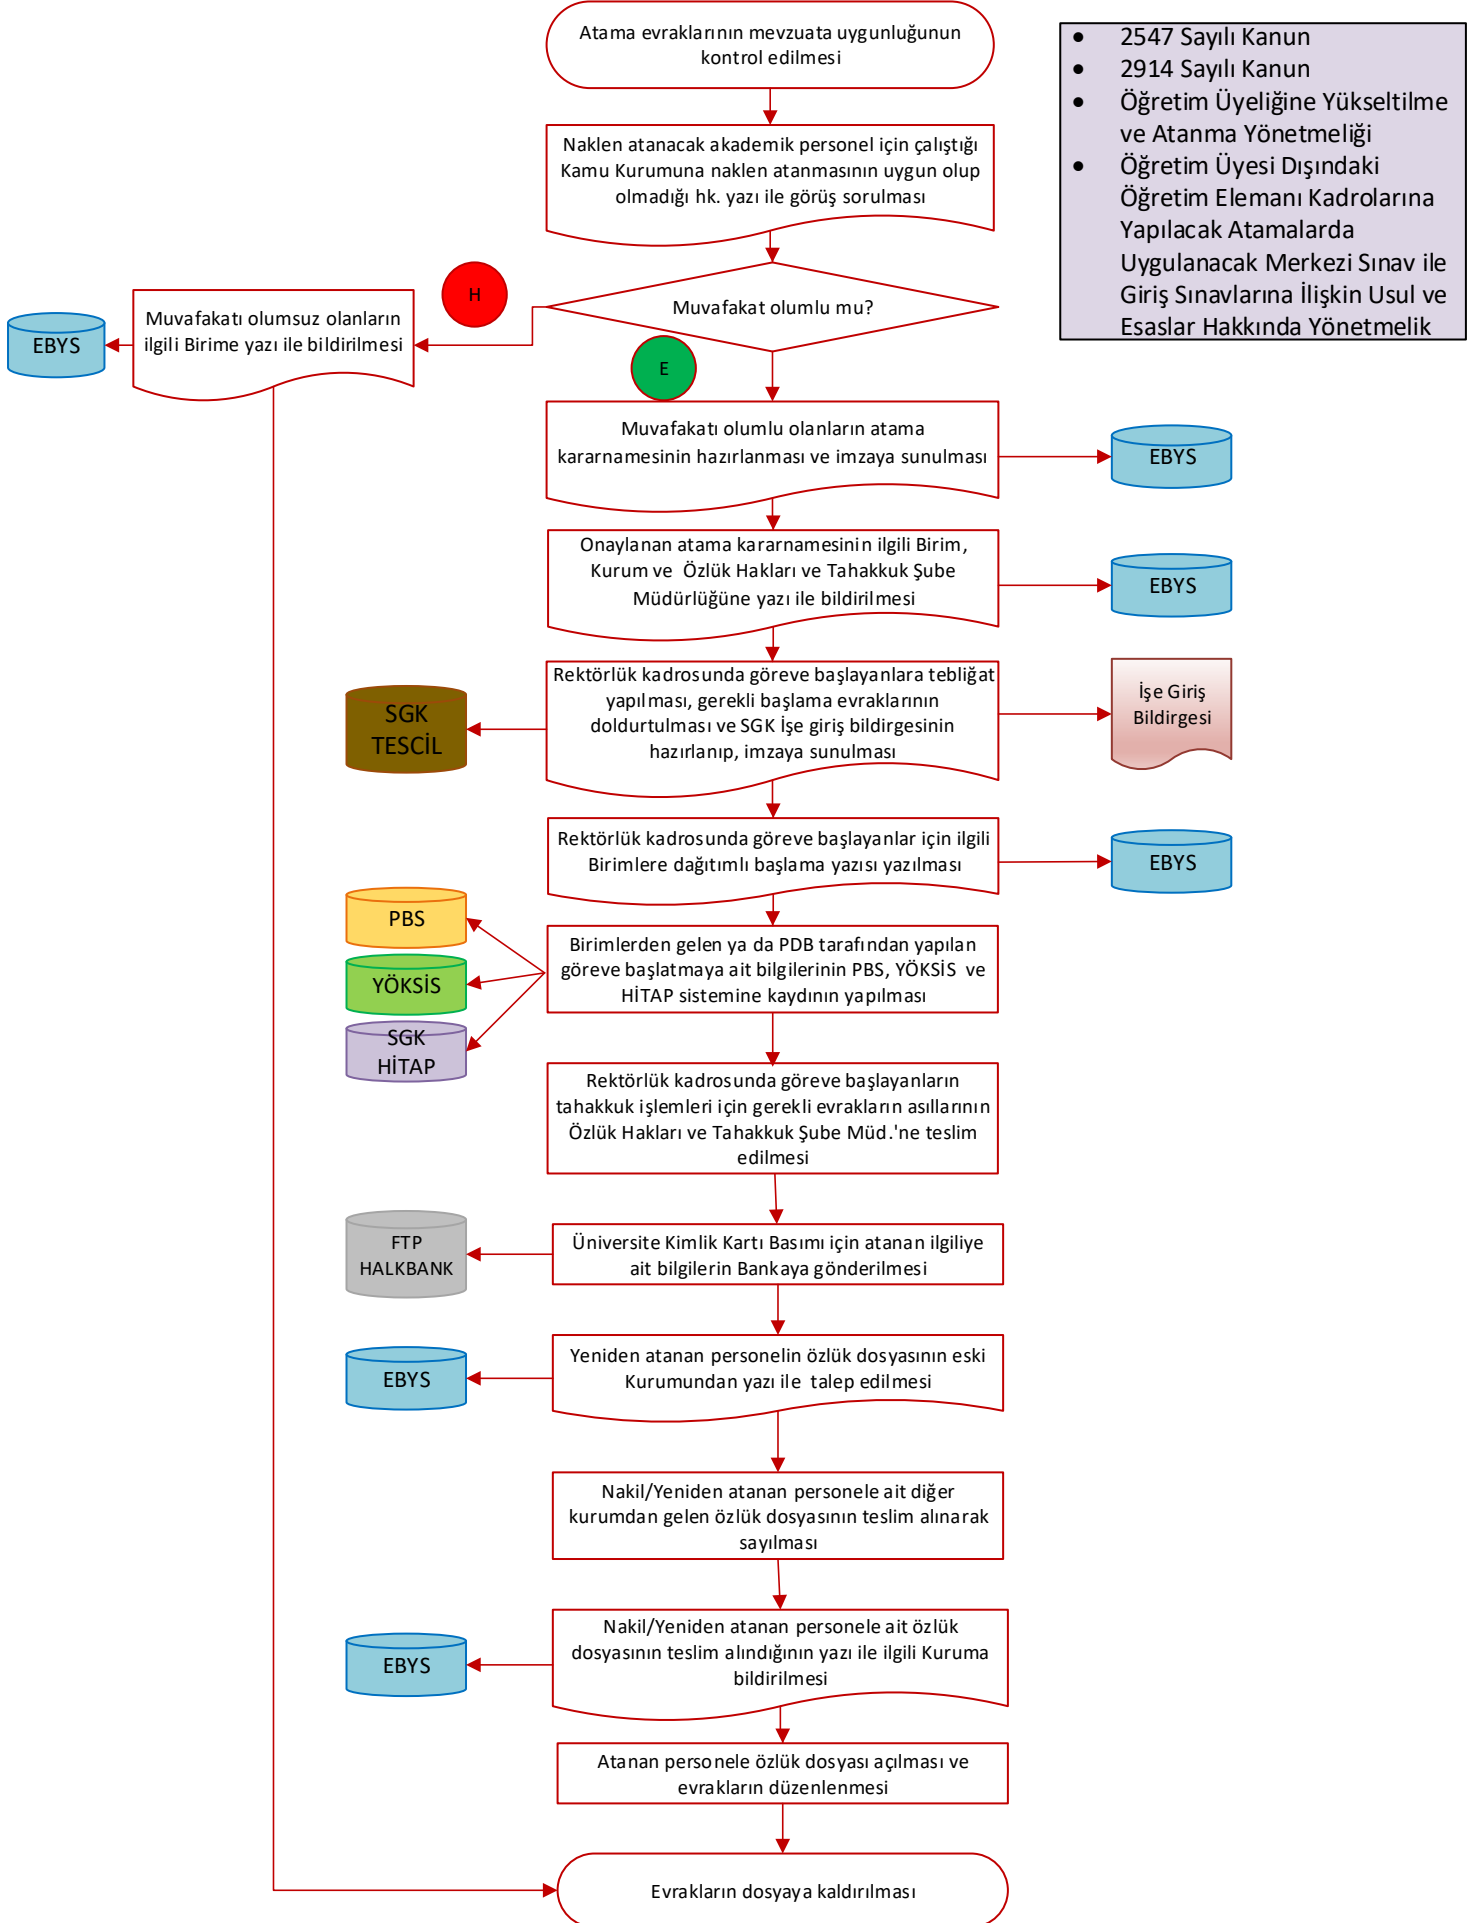 Atama evraklarının mevzuata uygunluğunun
kontrol edilmesi
• 2547 Sayılı Kanun
• 2914 Sayılı Kanun
• Öğretim Üyeliğine Yükseltilme
ve Atanma Yönetmeliği
• Öğretim Üyesi Dışındaki
Öğretim Elemanı Kadrolarına
Yapılacak Atamalarda
Uygulanacak Merkezi Sınav ile
Giriş Sınavlarına İlişkin Usul ve
Esaslar Hakkında Yönetmelik
Naklen atanacak akademik personel için çalıştığı
Kamu Kurumuna naklen atanmasının uygun olup
olmadığı hk. yazı ile görüş sorulması
Muvafakat olumlu mu?
H
Muvafakatı olumsuz olanların
ilgili Birime yazı ile bildirilmesi
EBYS
E
Muvafakatı olumlu olanların atama
kararnamesinin hazırlanması ve imzaya sunulması
EBYS
Onaylanan atama kararnamesinin ilgili Birim,
Kurum ve Özlük Hakları ve Tahakkuk Şube
Müdürlüğüne yazı ile bildirilmesi
EBYS
Rektörlük kadrosunda göreve başlayanlara tebliğat
yapılması, gerekli başlama evraklarının
doldurtulması ve SGK İşe giriş bildirgesinin
hazırlanıp, imzaya sunulması
SGK
TESCİL
İşe Giriş
Bildirgesi
Rektörlük kadrosunda göreve başlayanlar için ilgili
Birimlere dağıtımlı başlama yazısı yazılması
EBYS
PBS
YÖKSİS
SGK
HİTAP
Birimlerden gelen ya da PDB tarafından yapılan
göreve başlatmaya ait bilgilerinin PBS, YÖKSİS ve
HİTAP sistemine kaydının yapılması
Rektörlük kadrosunda göreve başlayanların
tahakkuk işlemleri için gerekli evrakların asıllarının
Özlük Hakları ve Tahakkuk Şube Müd.'ne teslim
edilmesi
FTP
HALKBANK
Üniversite Kimlik Kartı Basımı için atanan ilgiliye
ait bilgilerin Bankaya gönderilmesi
EBYS
Yeniden atanan personelin özlük dosyasının eski
Kurumundan yazı ile talep edilmesi
Nakil/Yeniden atanan personele ait diğer
kurumdan gelen özlük dosyasının teslim alınarak
sayılması
EBYS
Nakil/Yeniden atanan personele ait özlük
dosyasının teslim alındığının yazı ile ilgili Kuruma
bildirilmesi
Atanan personele özlük dosyası açılması ve
evrakların düzenlenmesi
Evrakların dosyaya kaldırılması